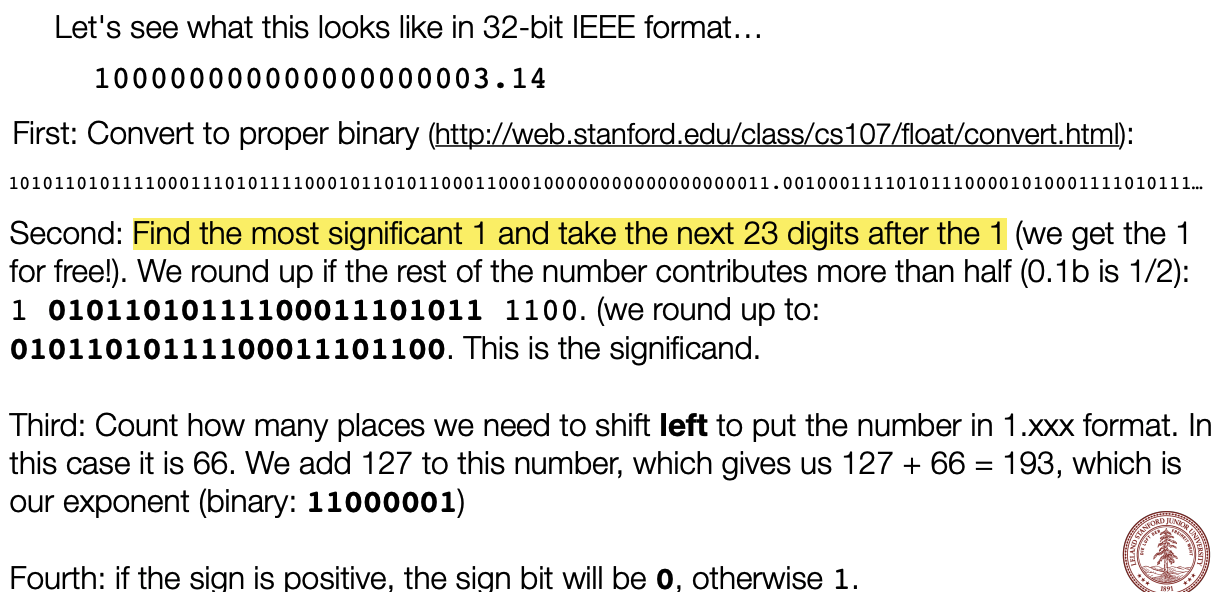 Let's see what this looks like in 32-bit IEEE format…
100000000000000000003.14
First: Convert to proper binary (http://web.stanford.edu/class/cs107/float/convert.html):
1010110101111000111010111100010110101100011000100000000000000000011.001000111101011100001010001111010111…
Second: Find the most significant 1 and take the next 23 digits after the 1 (we get the 1
for free!). We round up if the rest of the number contributes more than half (0.1b is 1/2):
1 01011010111100011101011 1100. (we round up to:
01011010111100011101100. This is the significand.
Third: Count how many places we need to shift left to put the number in 1.xxx format. In
this case it is 66. We add 127 to this number, which gives us 127 + 66 = 193, which is
our exponent (binary: 11000001)
Fourth: if the sign is positive, the sign bit will be 0, otherwise 1.
LELAND STANFORD JUNIOR UNIVERSITY
1891